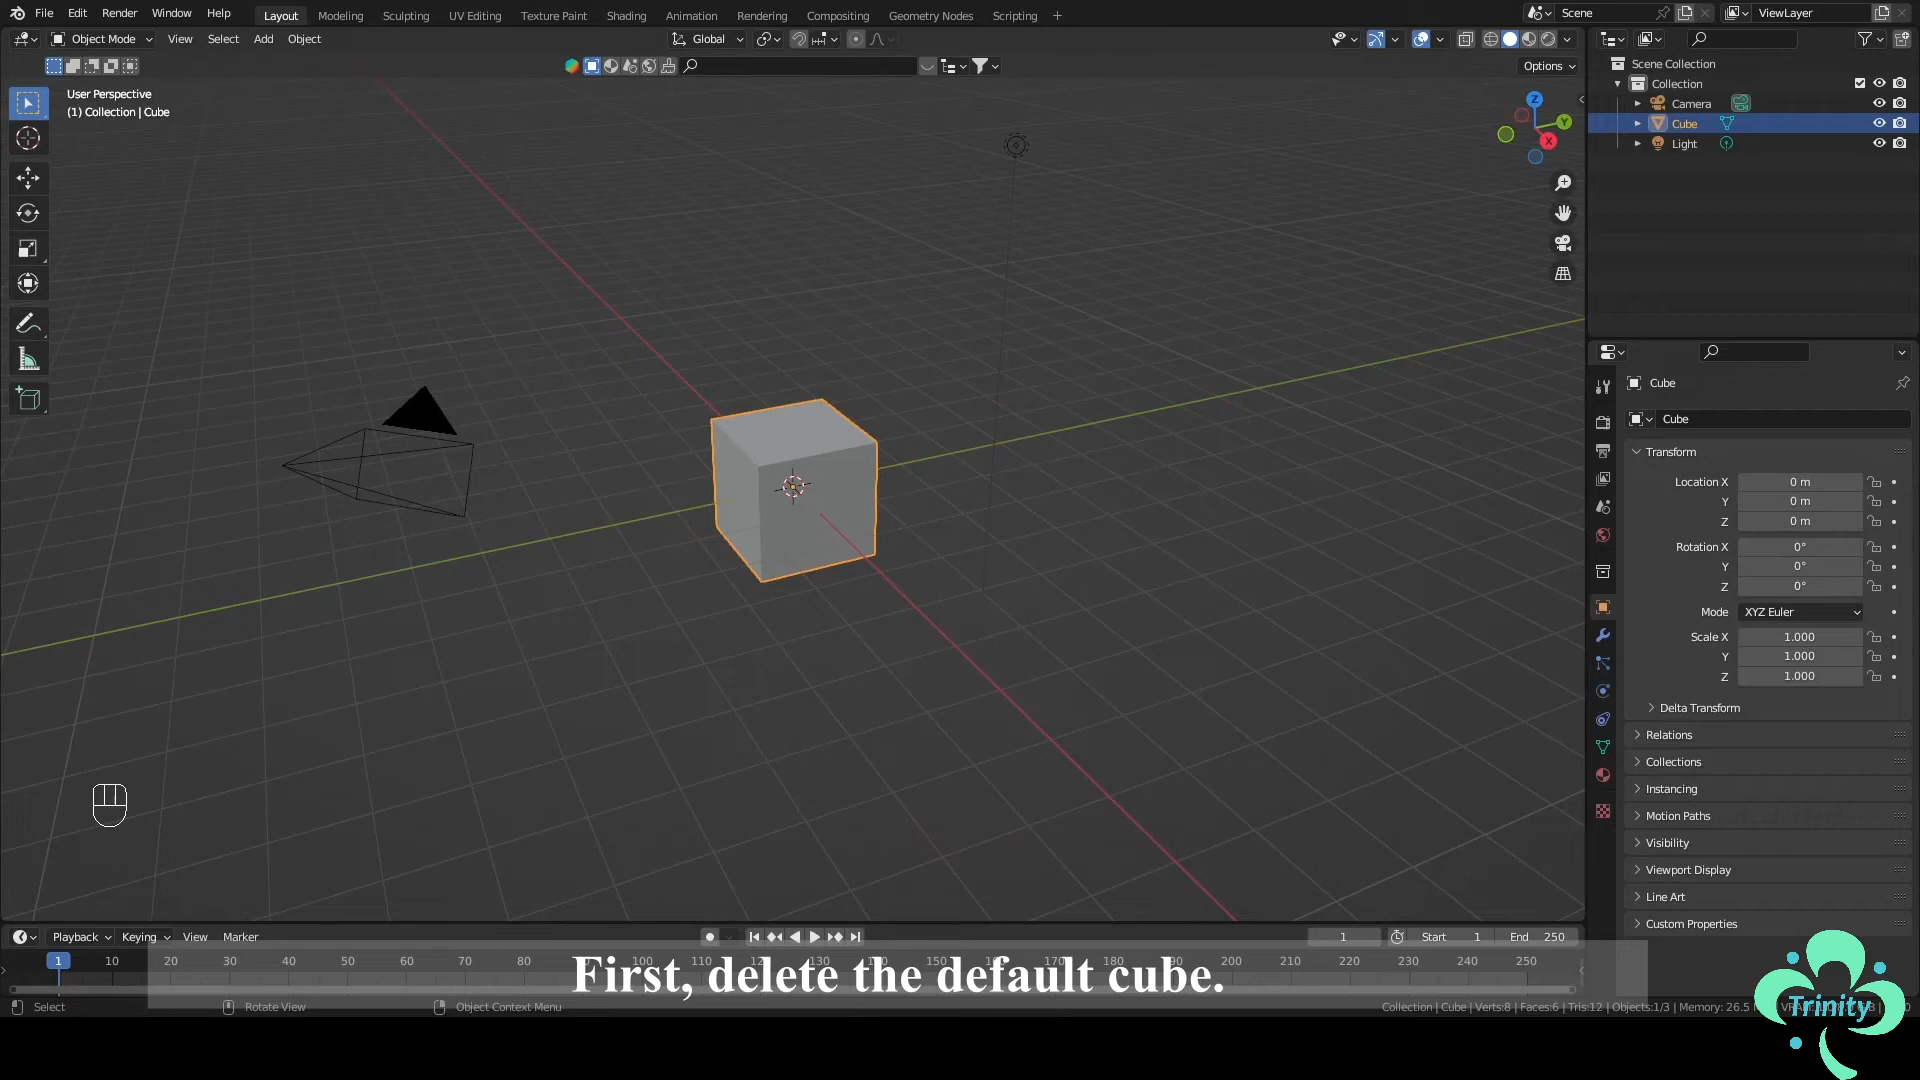 File Edit Render Window Help Layout Modeling Sculpting UV Editing Texture Paint Shading Animation Rendering Compositing Geometry Nodes Scripting + Scene ViewLayer
Object Mode View Select Add Object Global
Options
User Perspective
(1) Collection | Cube
Z
Y
X
Scene Collection
Collection
Camera
Cube
Light
Cube
Cube
Transform
Location X 0 m
Y 0 m
Z 0 m
Rotation X 0°
Y 0°
Z 0°
Mode XYZ Euler
Scale X 1.000
Y 1.000
Z 1.000
Delta Transform
Relations
Collections
Instancing
Motion Paths
Visibility
Viewport Display
Line Art
Custom Properties
Playback Keying View Marker 1 Start 1 End 250
1 10 20 30 40 50 60 70 80 90 100 110 120 130 140 150 160 170 180 190 200 210 220 230 240 250
First, delete the default cube.
Select Rotate View Object Context Menu Collection | Cube | Verts:8 | Faces:6 | Tris:12 | Objects:1/3 | Memory: 26.5
Trinity